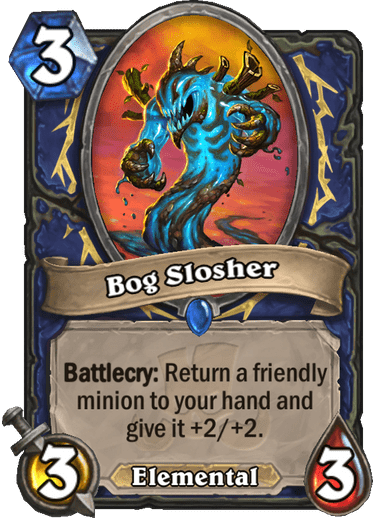 3
Bog Slosher
Battlecry: Return a friendly
minion to your hand and
give it +2/+2.
3
Elemental
3